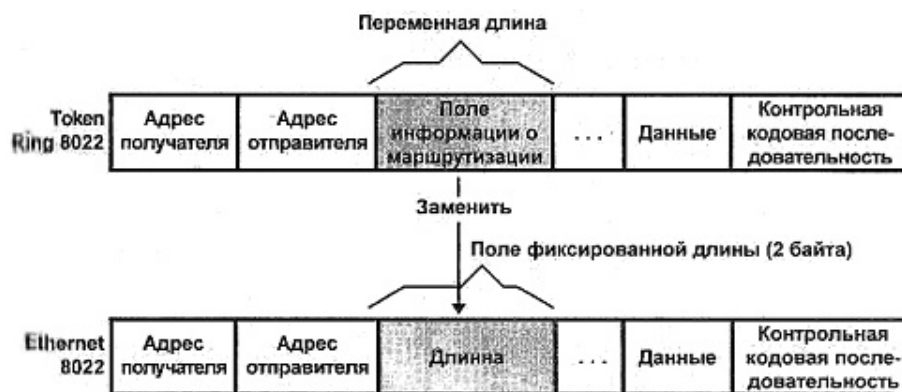 Переменная длина
Token
Ring 8022
Адрес
получателя
Адрес
отправителя
Поле
информации о
маршрутизации
. . .
Данные
Контрольная
кодовая после-
довательность
Заменить
Поле фиксированной длины (2 байта)
Ethernet
8022
Адрес
получателя
Адрес
отправителя
Длинна
. . .
Данные
Контрольная
кодовая после-
довательность